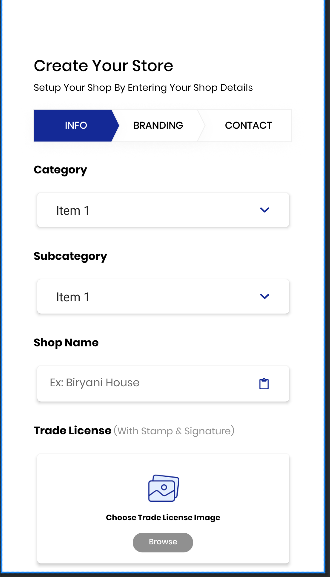 Create Your Store
Setup Your Shop By Entering Your Shop Details
INFO BRANDING CONTACT
Category
Item 1
Subcategory
Item 1
Shop Name
Ex: Biryani House
Trade License (With Stamp & Signature)
Choose Trade License Image
Browse